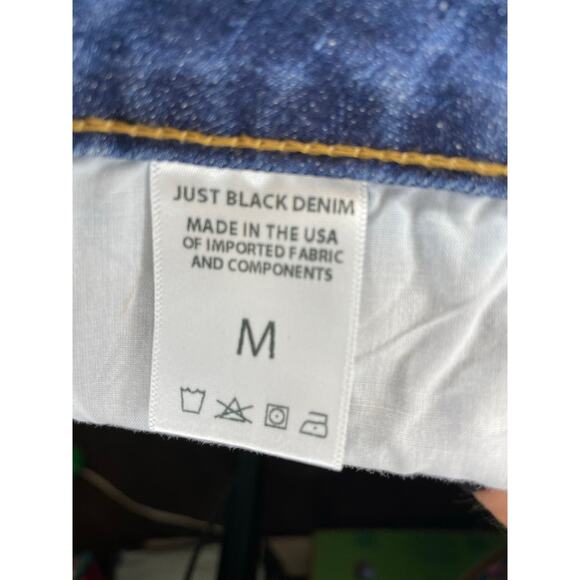 JUST BLACK DENIM
MADE IN THE USA
OF IMPORTED FABRIC
AND COMPONENTS
M